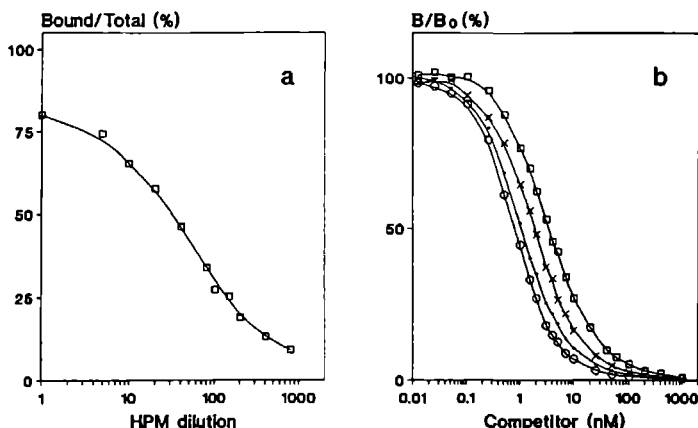 Bound/Total (%)
100
75
50
25
0
1 10 100 1000
HPM dilution
a
B/B₀ (%)
100
50
0
0.01 0.1 1 10 100 1000
Competitor (nM)
b